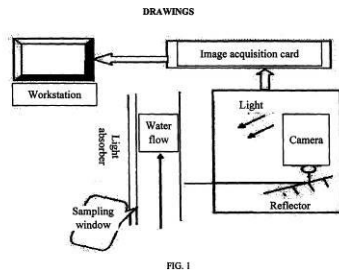 DRAWINGS
Image acquisition card
Workstation
Light
absorber
Water
flow
Light
Camera
Reflector
Sampling
window
FIG. 1